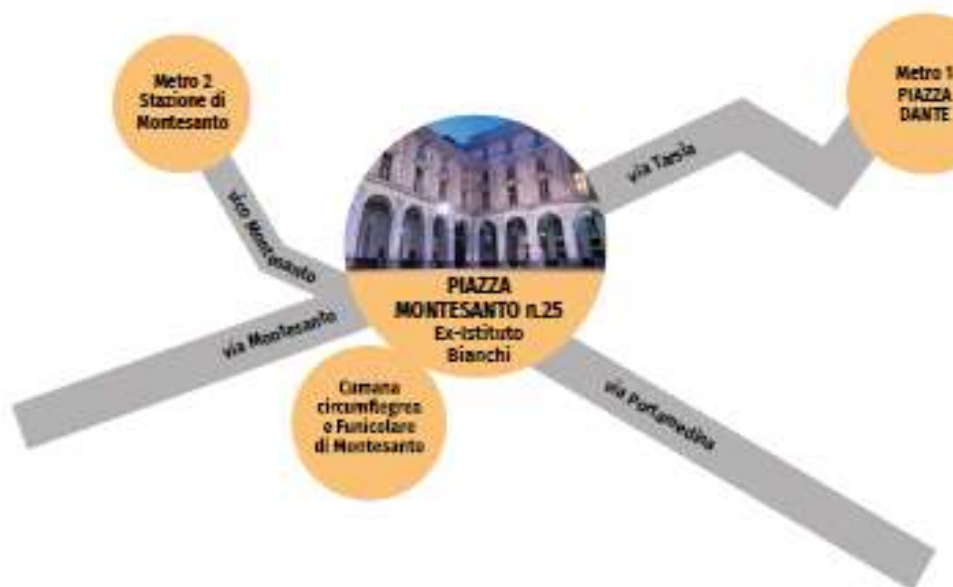 Metro 2
Stazione di
Montesanto
Metro 1
PIAZZA
DANTE
via Tarsia
vico Montesanto
PIAZZA
MONTESANTO n.25
Ex-Istituto
Bianchi
via Montesanto
Cumana
circumflegrea
e Funicolare
di Montesanto
via Portamedina